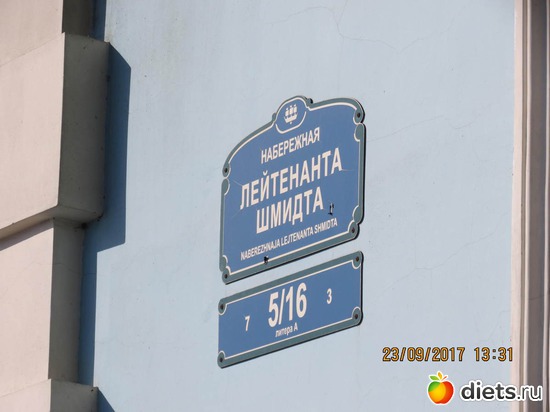 НАБЕРЕЖНАЯ
ЛЕЙТЕНАНТА
ШМИДТА
NABEREZHNAJA LEJTENANTA SHMIDTA
7 5/16 3
литера А
23/09/2017 13:31
diets.ru